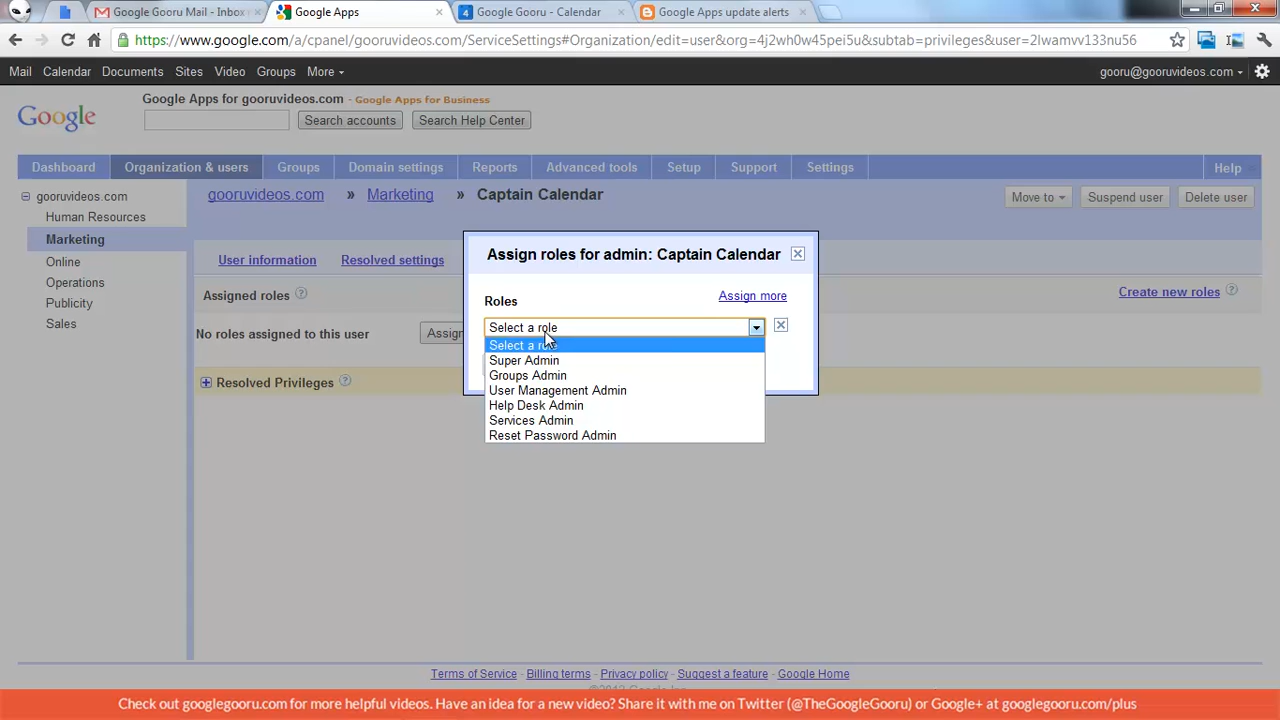 Google Gooru Mail - Inbox
Google Apps
Google Gooru - Calendar
Google Apps update alerts
https://www.google.com/a/cpanel/gooruvideos.com/ServiceSettings#Organization/edit=user&org=4j2wh0w45pei5u&subtab=privileges&user=2lwamvv133nu56
Mail Calendar Documents Sites Video Groups More
gooru@gooruvideos.com
Google
Google Apps for gooruvideos.com - Google Apps for Business
Search accounts Search Help Center
Dashboard Organization & users Groups Domain settings Reports Advanced tools Setup Support Settings Help
gooruvideos.com
Human Resources
Marketing
Online
Operations
Publicity
Sales
gooruvideos.com » Marketing » Captain Calendar
Move to Suspend user Delete user
User information Resolved settings
Assigned roles ?
Create new roles ?
No roles assigned to this user
Assign
Resolved Privileges ?
Assign roles for admin: Captain Calendar
Roles
Assign more
Select a role
Select a
Super Admin
Groups Admin
User Management Admin
Help Desk Admin
Services Admin
Reset Password Admin
Terms of Service - Billing terms - Privacy policy - Suggest a feature - Google Home
Check out googlegooru.com for more helpful videos. Have an idea for a new video? Share it with me on Twitter (@TheGoogleGooru) or Google+ at googlegooru.com/plus